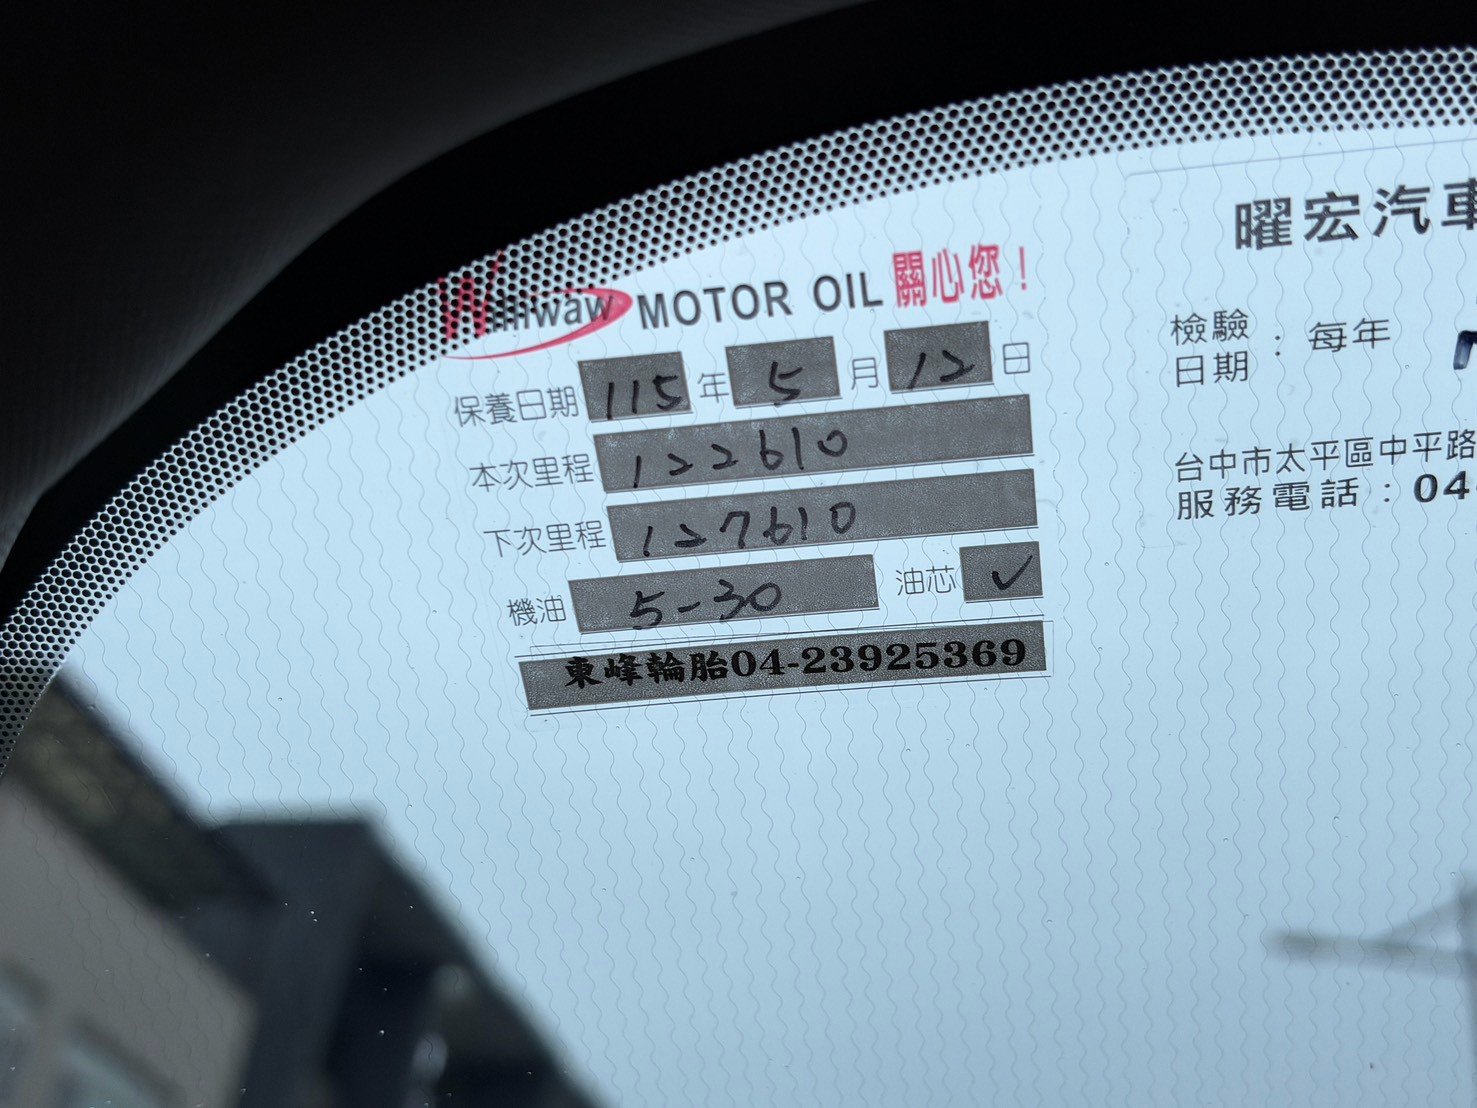 MOTOR OIL 關心您！
保養日期 115 年 5 月 12 日
本次里程 122610
下次里程 127610
機油 5-30 油芯 ✓
東峰輪胎04-23925369
曜宏汽車
檢驗日期：每年
台中市太平區中平路
服務電話：04-